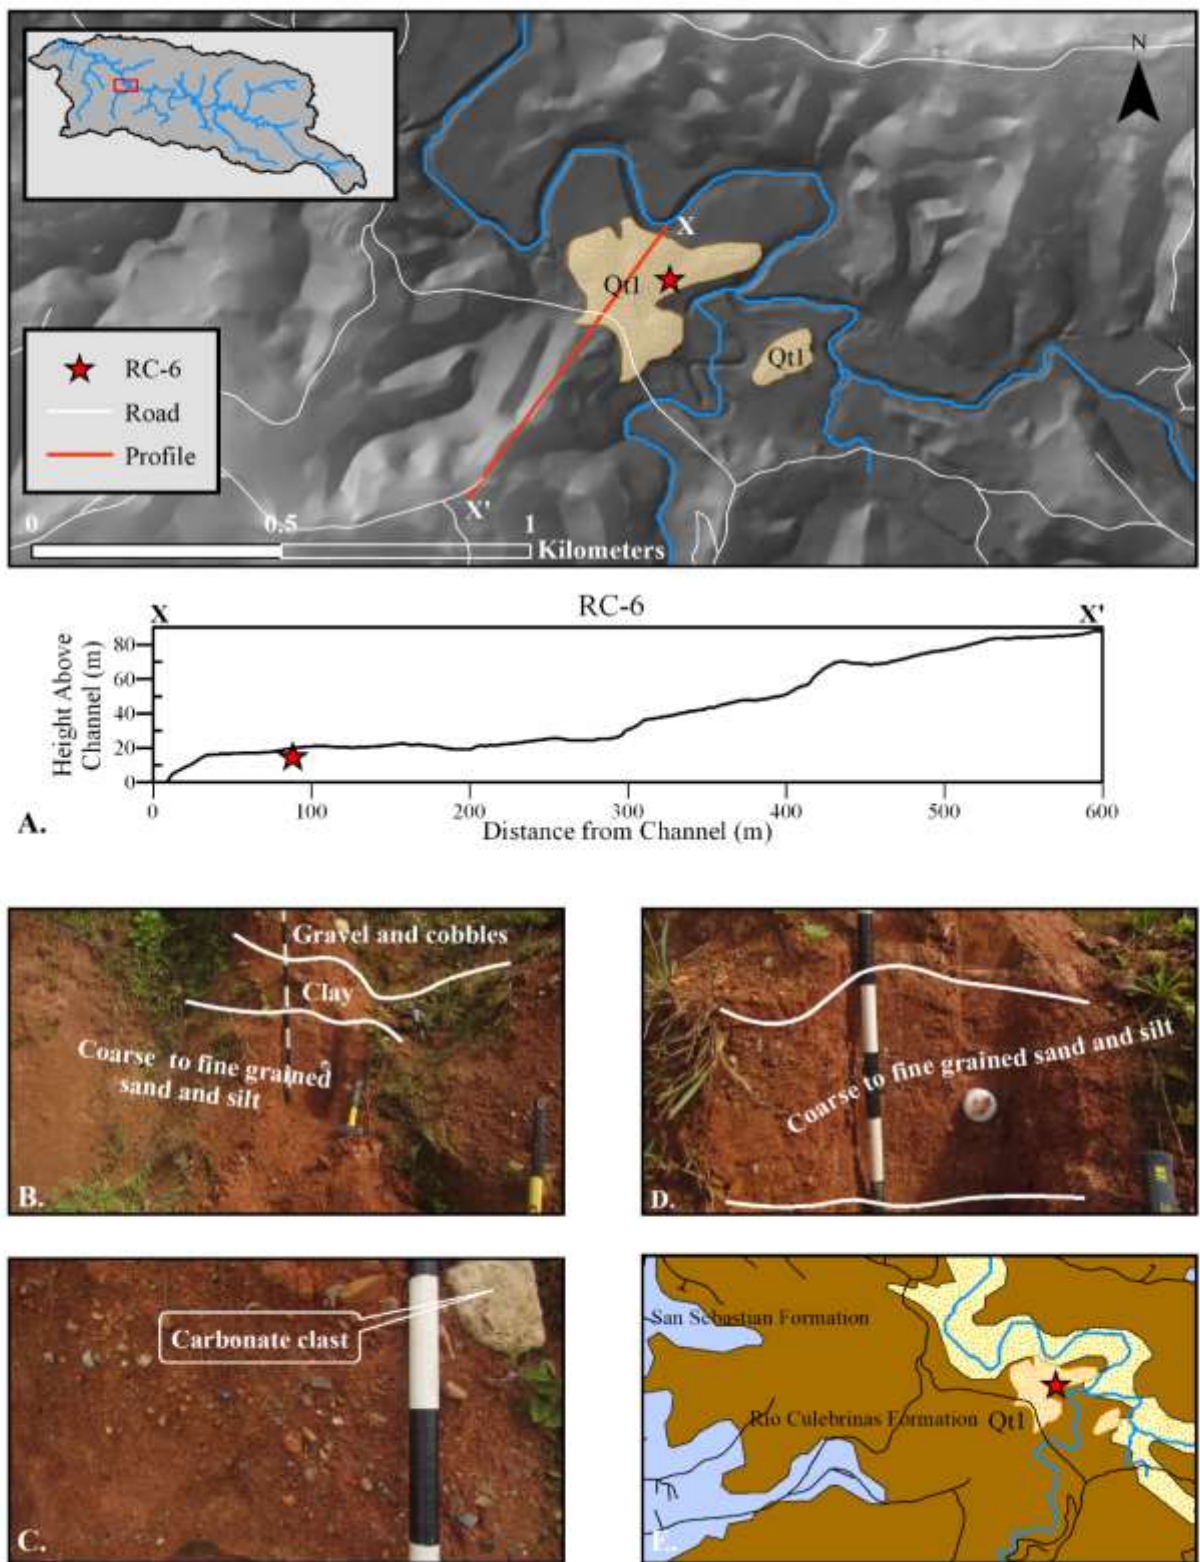 N
X
Qt1
Qt1
RC-6
Road
Profile
X'
0
0.5
1
Kilometers
RC-6
X
X'
Height Above
Channel (m)
80
60
40
20
0
0
100
200
300
400
500
600
Distance from Channel (m)
A.
Gravel and cobbles
Clay
Coarse to fine grained
sand and silt
B.
Coarse to fine grained sand and silt
D.
Carbonate clast
C.
San Sebastian Formation
Rio Culebrinas Formation
Qt1
E.